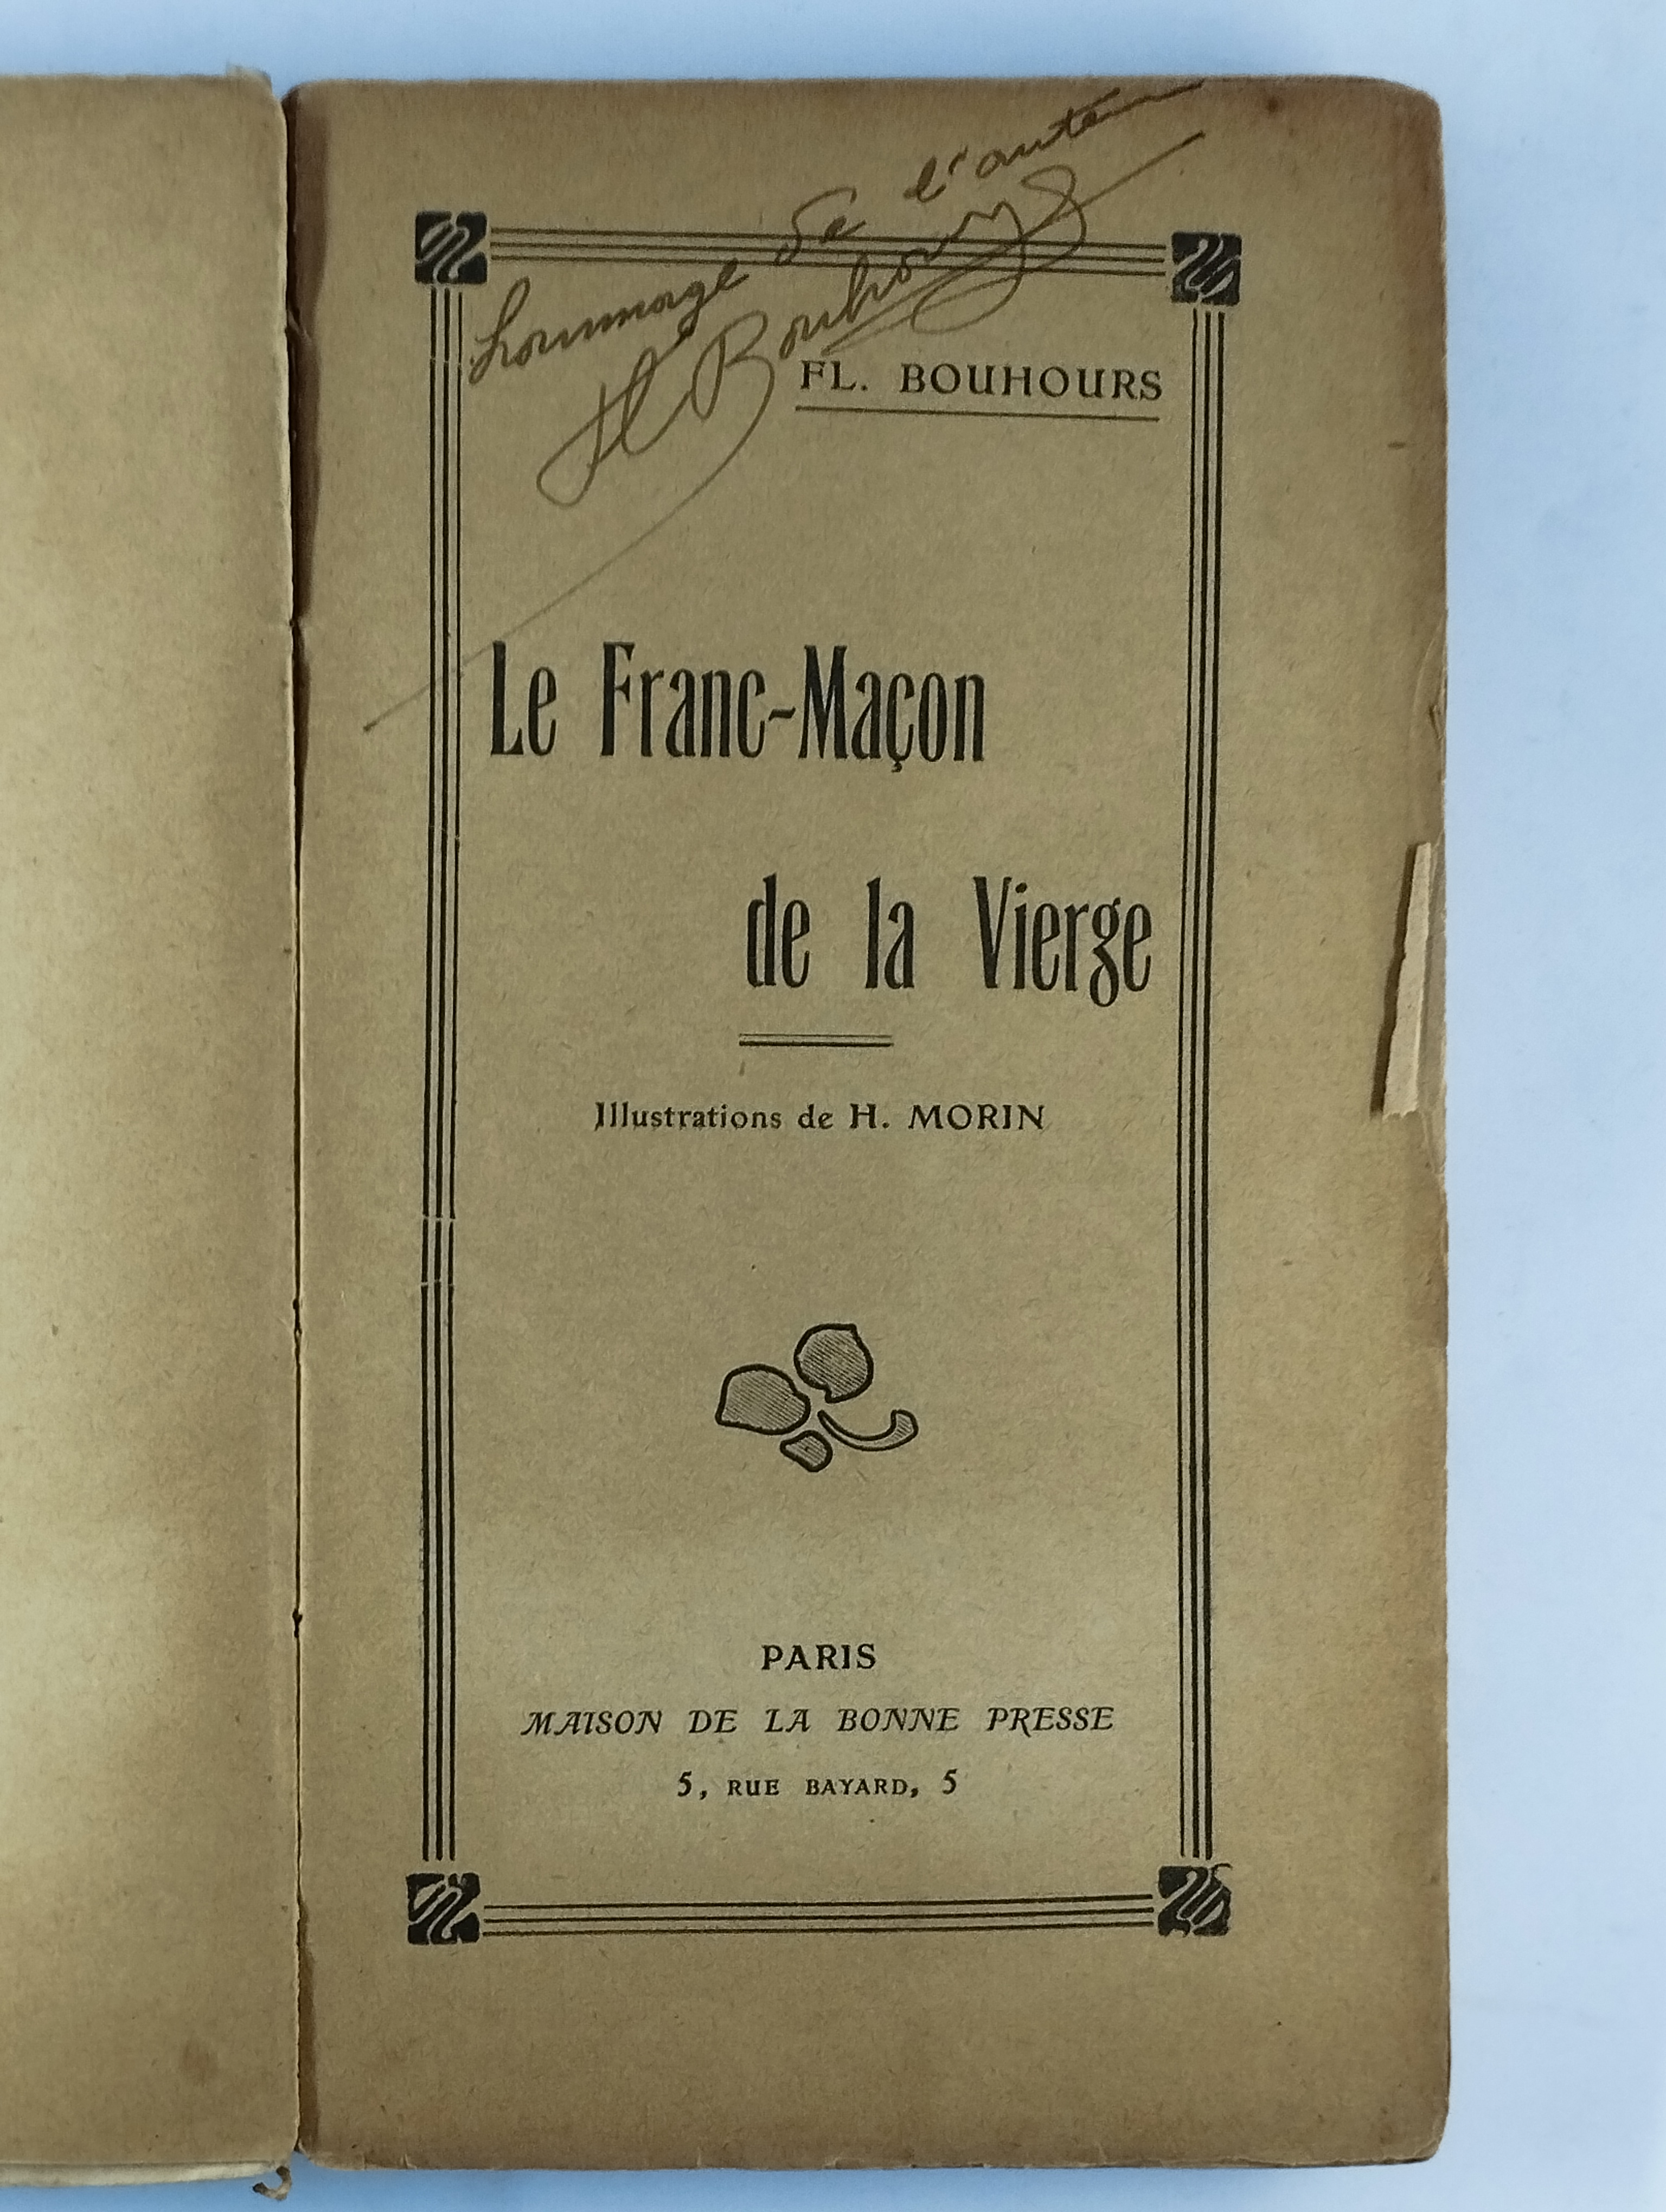 hommage de l'auteur
Fl Bouhours
FL. BOUHOURS
Le Franc-Maçon
de la Vierge
Illustrations de H. MORIN
PARIS
MAISON DE LA BONNE PRESSE
5, RUE BAYARD, 5